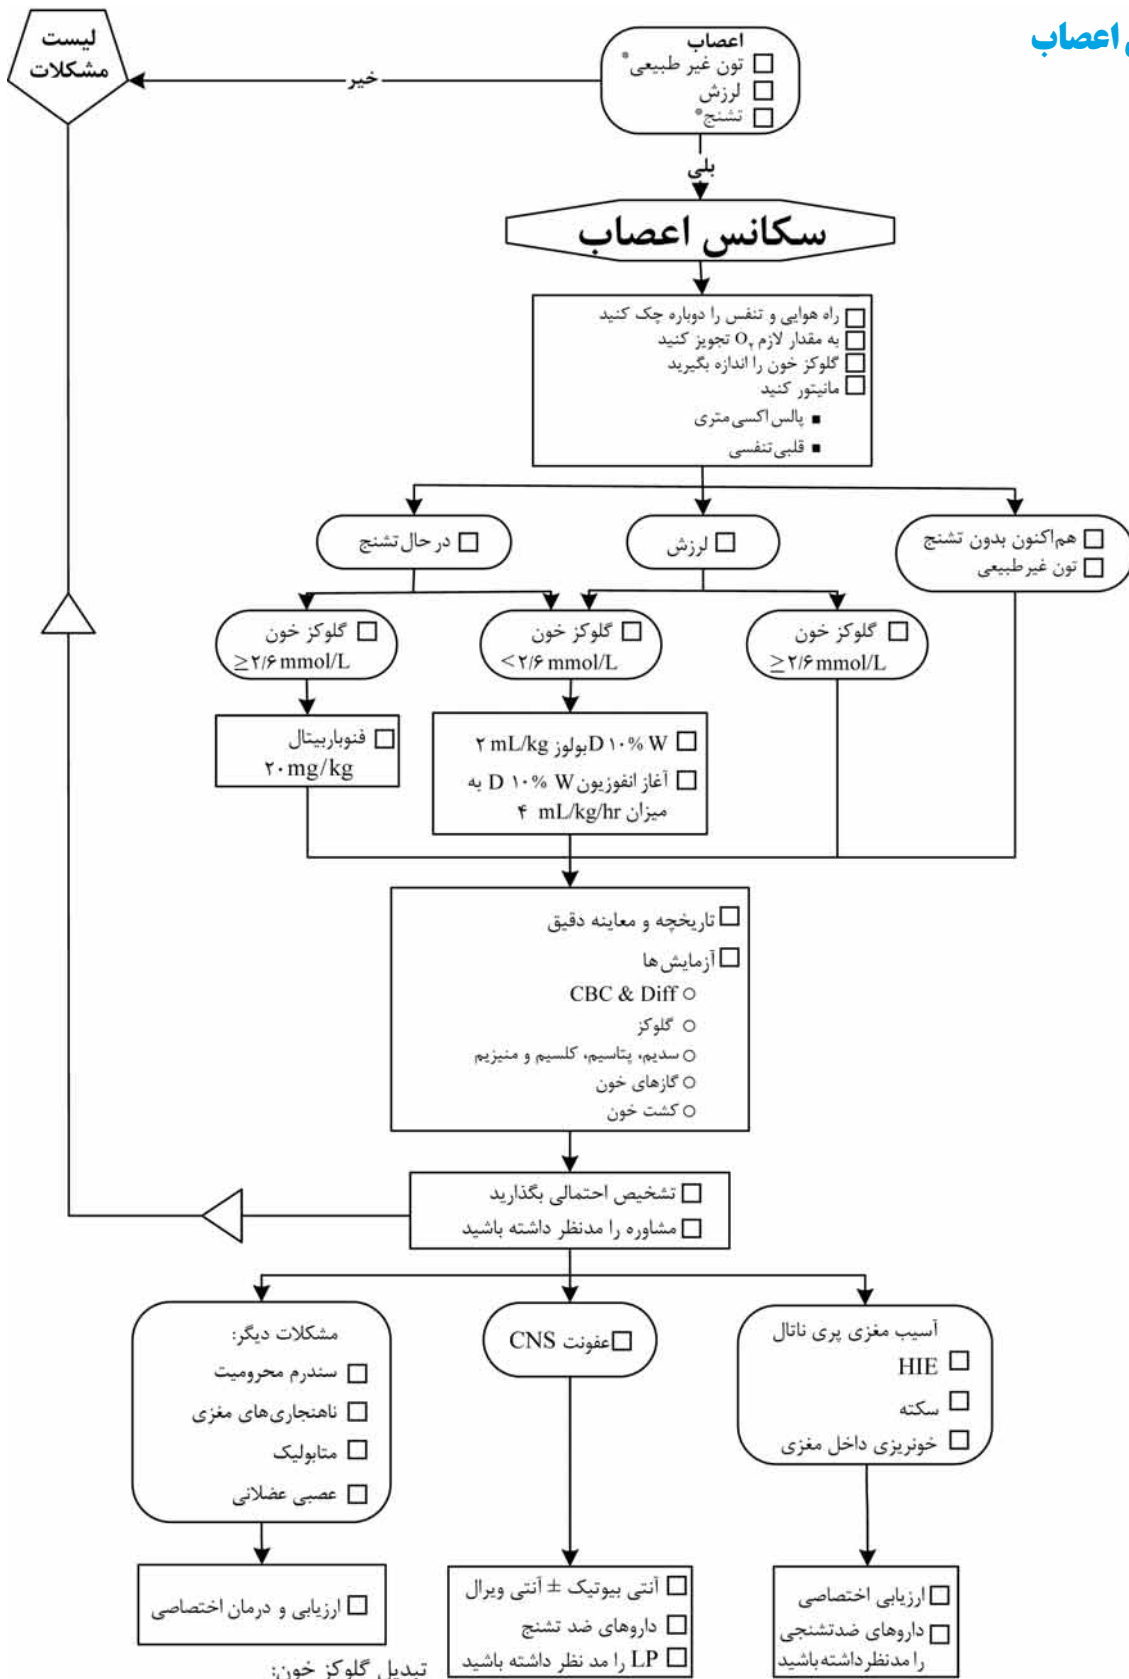 اعصاب
لیست
مشکلات
خیر
اعصاب
تون غیر طبیعی*
لرزش
تشنج*
بلی
سکانس اعصاب
راه هوایی و تنفس را دوباره چک کنید
به مقدار لازم O₂ تجویز کنید
گلوکز خون را اندازه بگیرید
مانیتور کنید
پالس اکسی متری
قلبی تنفسی
هم‌اکنون بدون تشنج
تون غیرطبیعی
لرزش
در حال تشنج
گلوکز خون
≥۲/۶ mmol/L
گلوکز خون
<۲/۶ mmol/L
گلوکز خون
≥۲/۶ mmol/L
D ۱۰% W بولوز ۲ mL/kg
آغاز انفوزیون D ۱۰% W به
میزان ۴ mL/kg/hr
فنوباربیتال
۲۰mg/kg
تاریخچه و معاینه دقیق
آزمایش‌ها
CBC & Diff
گلوکز
سدیم، پتاسیم، کلسیم و منیزیم
گازهای خون
کشت خون
تشخیص احتمالی بگذارید
مشاوره را مدنظر داشته باشید
آسیب مغزی پری ناتال
HIE
سکته
خونریزی داخل مغزی
عفونت CNS
مشکلات دیگر:
سندرم محرومیت
ناهنجاری‌های مغزی
متابولیک
عصبی عضلانی
ارزیابی اختصاصی
داروهای ضدتشنجی
را مدنظر داشته باشید
آنتی بیوتیک ± آنتی ویرال
داروهای ضد تشنج
LP را مد نظر داشته باشید
ارزیابی و درمان اختصاصی
تبدیل گلوکز خون: